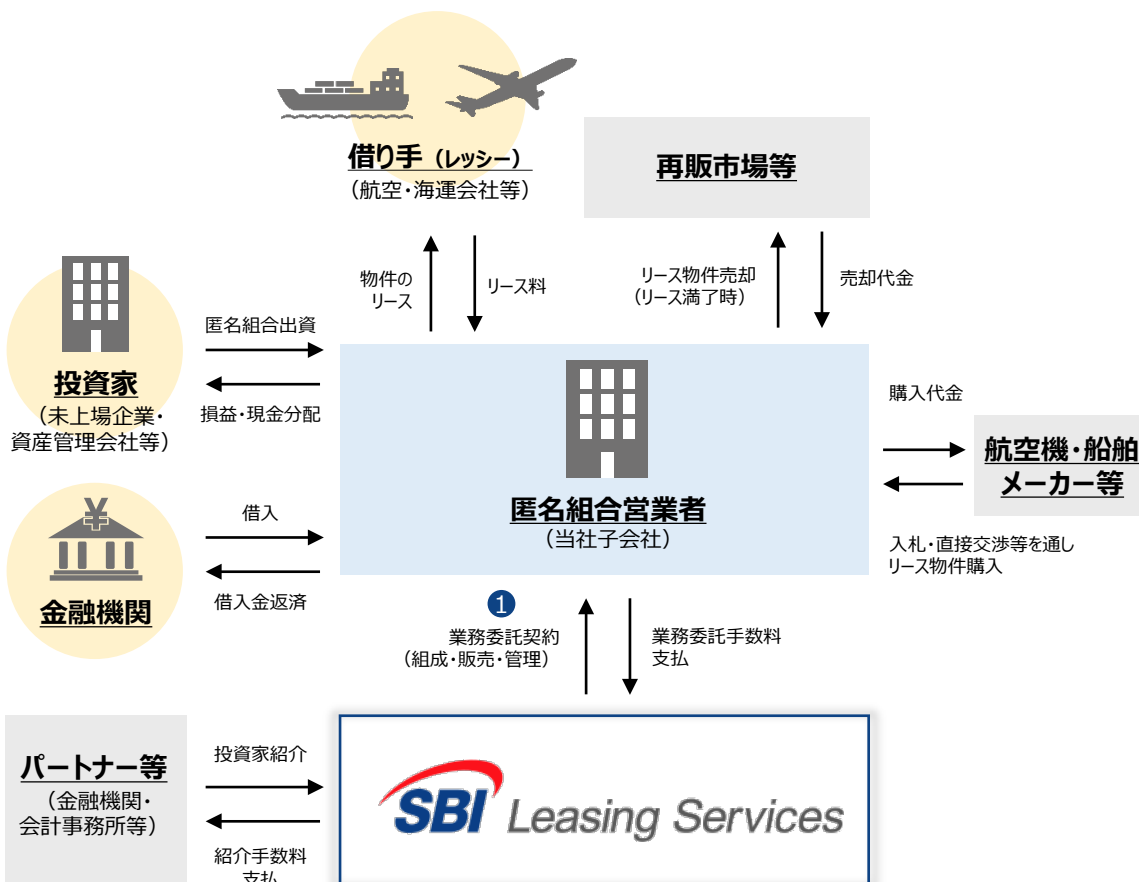 借り手（レッシー）
（航空・海運会社等）
再販市場等
物件の
リース
リース料
リース物件売却
（リース満了時）
売却代金
投資家
（未上場企業・
資産管理会社等）
匿名組合出資
損益・現金分配
匿名組合営業者
（当社子会社）
購入代金
航空機・船舶
メーカー等
入札・直接交渉等を通し
リース物件購入
¥
金融機関
借入
借入金返済
1
業務委託契約
（組成・販売・管理）
業務委託手数料
支払
パートナー等
（金融機関・
会計事務所等）
投資家紹介
紹介手数料
支払
SBI Leasing Services